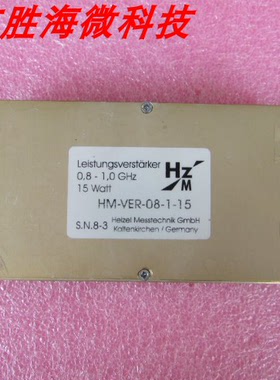 胜海微科技
Leistungsverstärker
0,8 - 1,0 GHz
15 Watt
Hz
M
HM-VER-08-1-15
S.N.8-3
Helzel Messtechnik GmbH
Kaltenkirchen / Germany